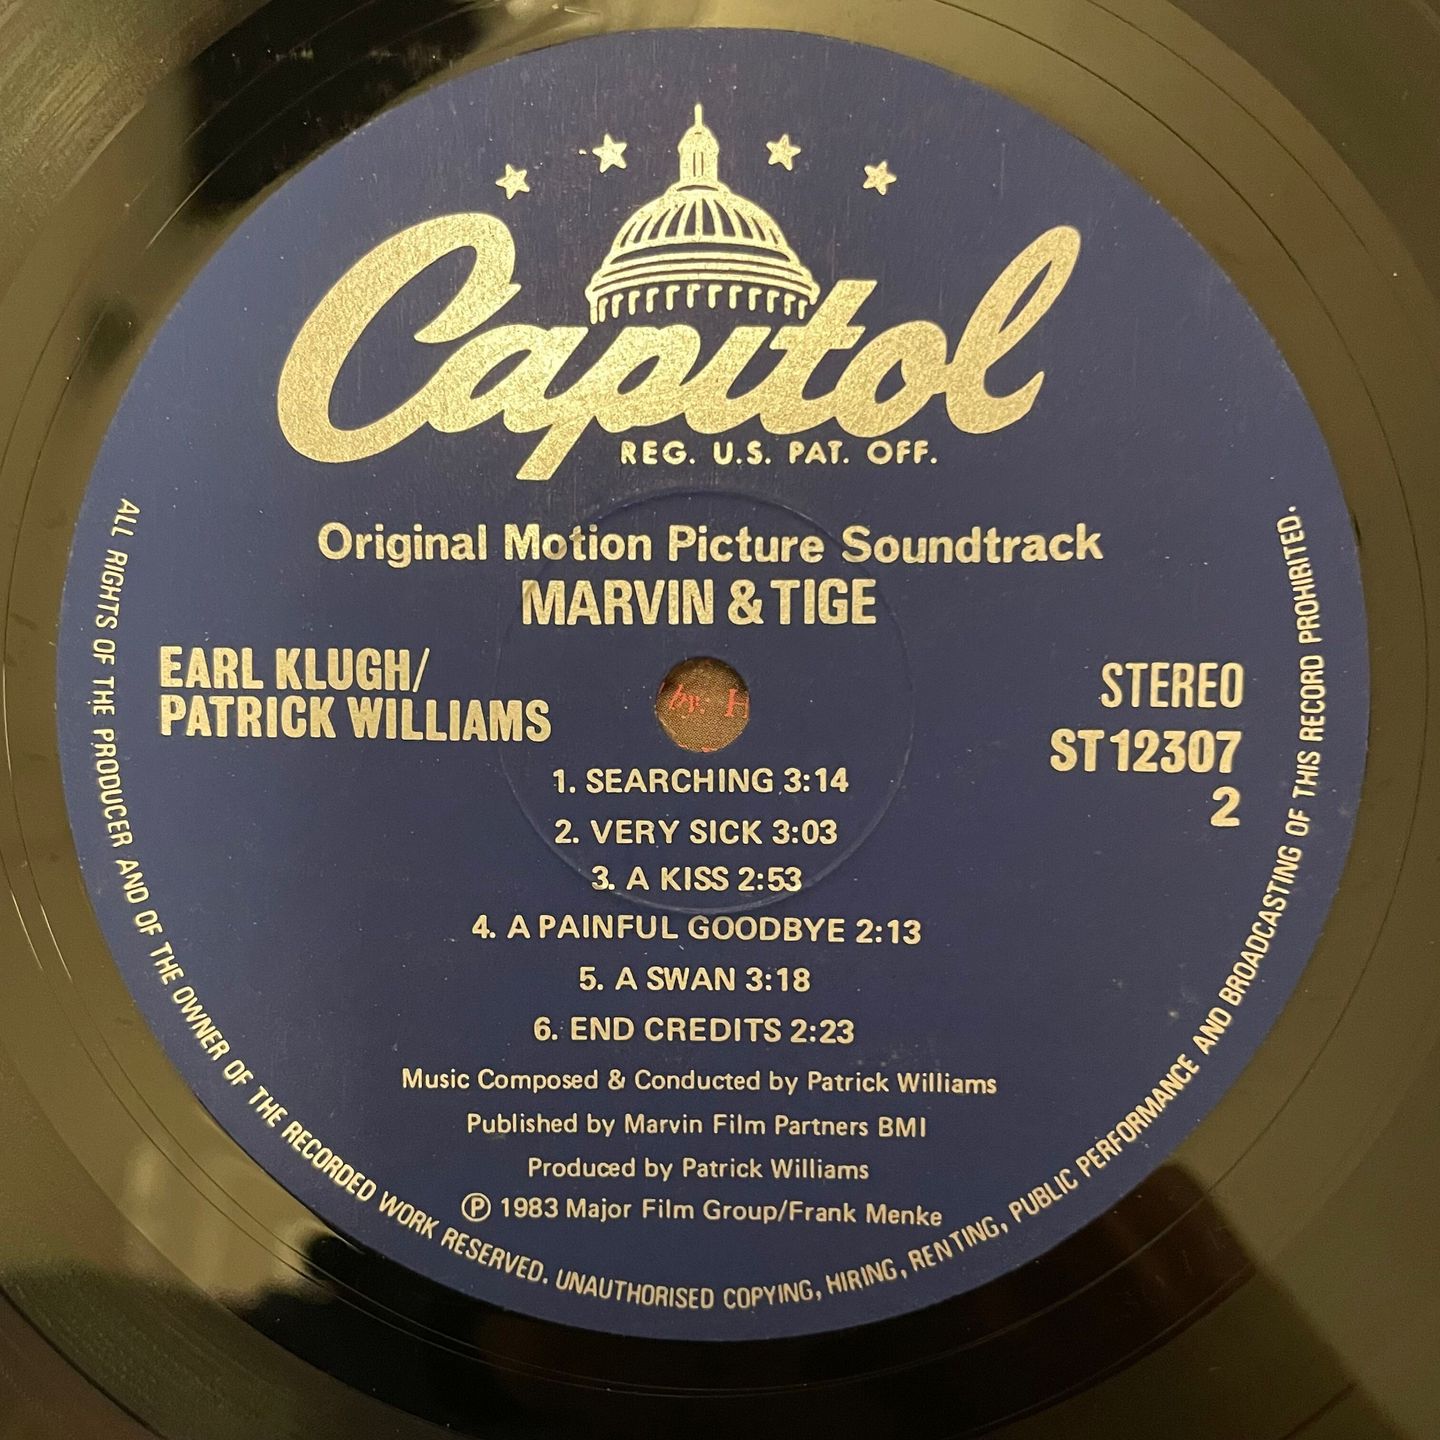 Capitol
REG. U.S. PAT. OFF.
Original Motion Picture Soundtrack
MARVIN & TIGE
EARL KLUGH/
PATRICK WILLIAMS
STEREO
ST 12307
2
1. SEARCHING 3:14
2. VERY SICK 3:03
3. A KISS 2:53
4. A PAINFUL GOODBYE 2:13
5. A SWAN 3:18
6. END CREDITS 2:23
Music Composed & Conducted by Patrick Williams
Published by Marvin Film Partners BMI
Produced by Patrick Williams
℗ 1983 Major Film Group/Frank Menke
ALL RIGHTS OF THE PRODUCER AND OF THE OWNER OF THE RECORDED WORK RESERVED. UNAUTHORISED COPYING, HIRING, RENTING, PUBLIC PERFORMANCE AND BROADCASTING OF THIS RECORD PROHIBITED.